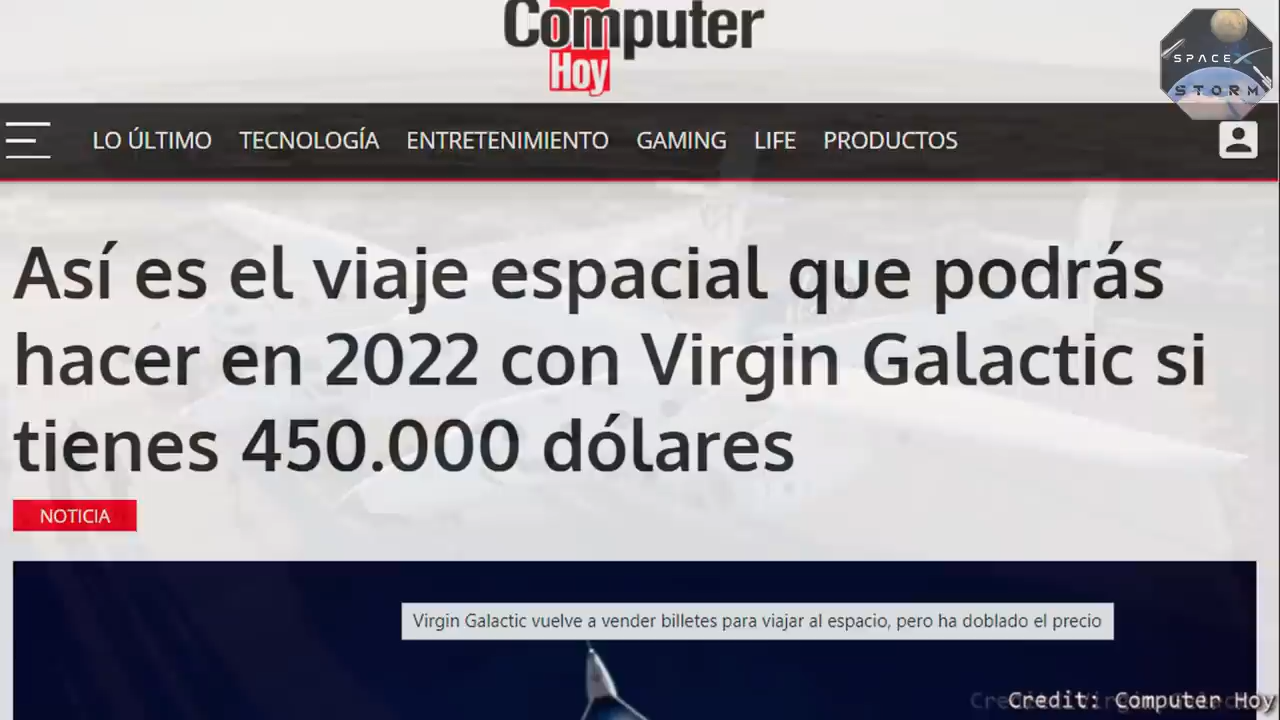 Computer
Hoy
SPACEX
STORM
LO ÚLTIMO TECNOLOGÍA ENTRETENIMIENTO GAMING LIFE PRODUCTOS
Así es el viaje espacial que podrás
hacer en 2022 con Virgin Galactic si
tienes 450.000 dólares
NOTICIA
Virgin Galactic vuelve a vender billetes para viajar al espacio, pero ha doblado el precio
Credit: Computer Hoy